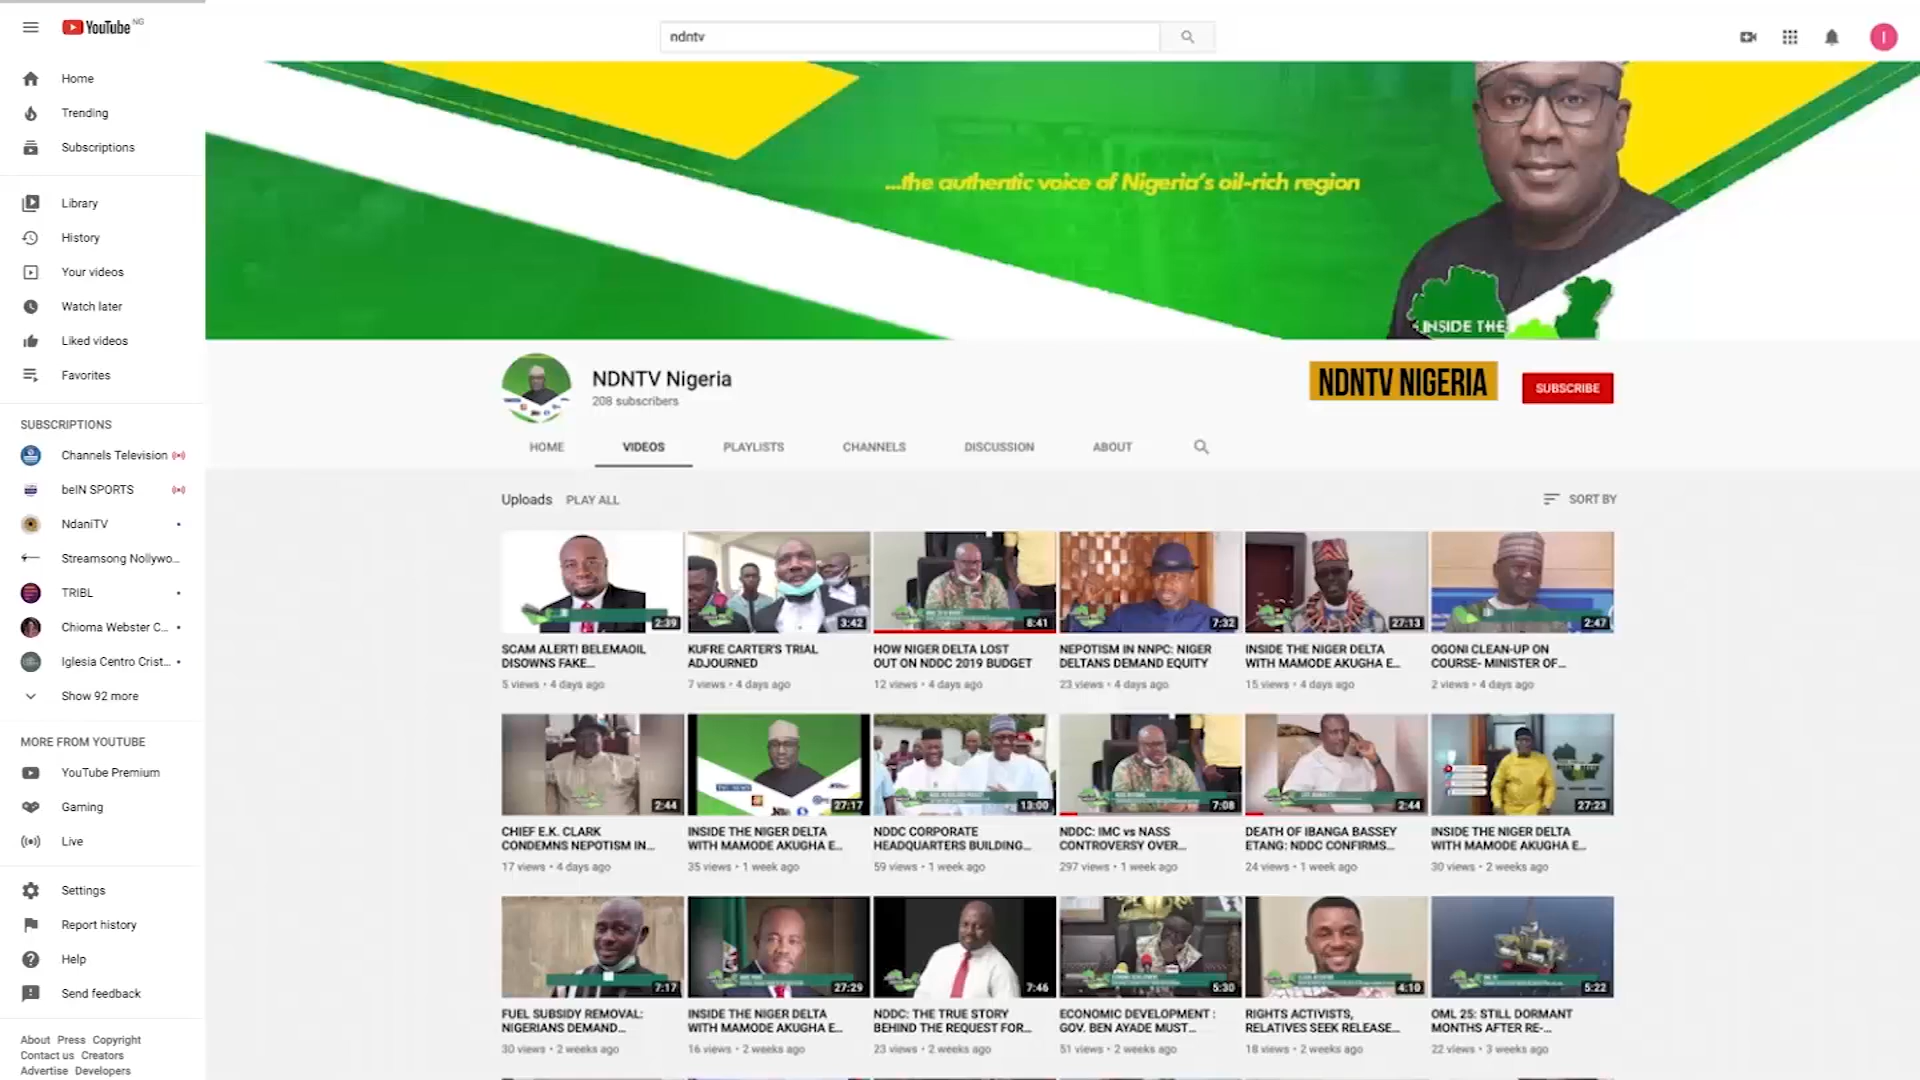 YouTube NG
ndntv
I
Home
Trending
Subscriptions
Library
History
Your videos
Watch later
Liked videos
Favorites
SUBSCRIPTIONS
Channels Television
beIN SPORTS
NdaniTV
Streamsong Nollywo...
TRIBL
Chioma Webster C...
Iglesia Centro Crist...
Show 92 more
MORE FROM YOUTUBE
YouTube Premium
Gaming
Live
Settings
Report history
Help
Send feedback
About Press Copyright
Contact us Creators
Advertise Developers
...the authentic voice of Nigeria's oil-rich region
INSIDE THE
NDNTV Nigeria
208 subscribers
NDNTV NIGERIA
SUBSCRIBE
HOME VIDEOS PLAYLISTS CHANNELS DISCUSSION ABOUT
Uploads PLAY ALL
SORT BY
2:39 3:42 8:41 7:32 27:13 2:47
SCAM ALERT! BELEMAOIL
DISOWNS FAKE...
5 views • 4 days ago
KUFRE CARTER'S TRIAL
ADJOURNED
7 views • 4 days ago
HOW NIGER DELTA LOST
OUT ON NDDC 2019 BUDGET
12 views • 4 days ago
NEPOTISM IN NNPC: NIGER
DELTANS DEMAND EQUITY
23 views • 4 days ago
INSIDE THE NIGER DELTA
WITH MAMODE AKUGHA E...
15 views • 4 days ago
OGONI CLEAN-UP ON
COURSE- MINISTER OF...
2 views • 4 days ago
2:44 27:17 13:00 7:08 2:44 27:23
CHIEF E.K. CLARK
CONDEMNS NEPOTISM IN...
17 views • 4 days ago
INSIDE THE NIGER DELTA
WITH MAMODE AKUGHA E...
35 views • 1 week ago
NDDC CORPORATE
HEADQUARTERS BUILDING...
59 views • 1 week ago
NDDC: IMC vs NASS
CONTROVERSY OVER...
297 views • 1 week ago
DEATH OF IBANGA BASSEY
ETANG: NDDC CONFIRMS...
24 views • 1 week ago
INSIDE THE NIGER DELTA
WITH MAMODE AKUGHA E...
30 views • 2 weeks ago
7:17 27:29 7:46 5:30 4:10 5:22
FUEL SUBSIDY REMOVAL:
NIGERIANS DEMAND...
30 views • 2 weeks ago
INSIDE THE NIGER DELTA
WITH MAMODE AKUGHA E...
16 views • 2 weeks ago
NDDC: THE TRUE STORY
BEHIND THE REQUEST FOR...
23 views • 2 weeks ago
ECONOMIC DEVELOPMENT :
GOV. BEN AYADE MUST...
51 views • 2 weeks ago
RIGHTS ACTIVISTS,
RELATIVES SEEK RELEASE...
18 views • 2 weeks ago
OML 25: STILL DORMANT
MONTHS AFTER RE-...
22 views • 3 weeks ago